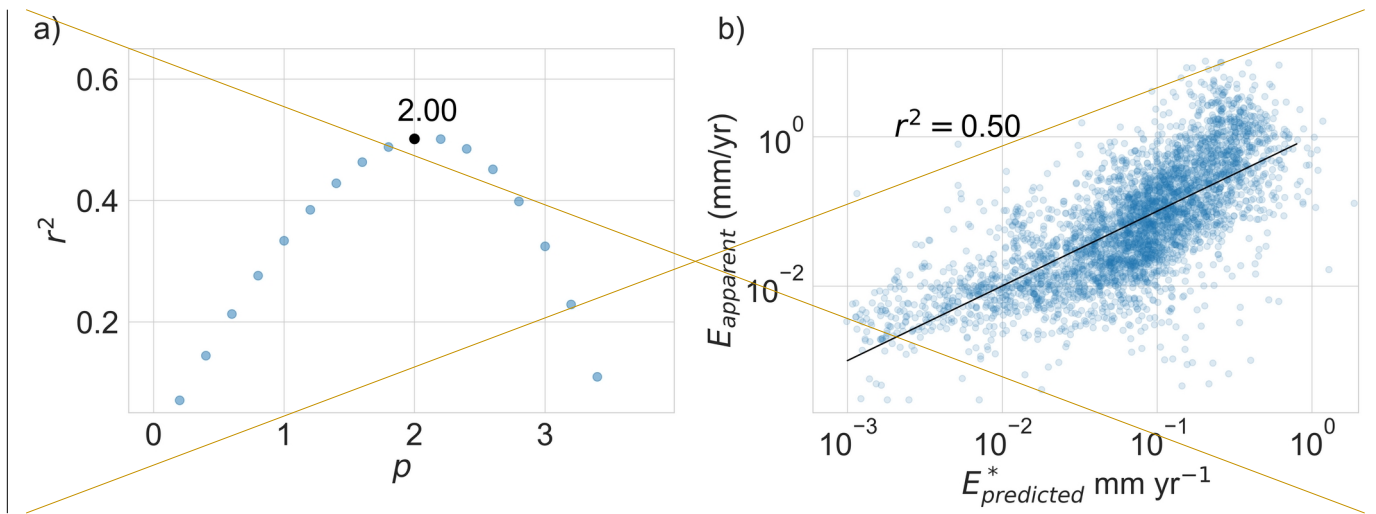 a)
0.6
0.4
0.2
r²
2.00
0 1 2 3
p
b)
r² = 0.50
10⁰
10⁻²
E_apparent (mm/yr)
10⁻³ 10⁻² 10⁻¹ 10⁰
E*_predicted mm yr⁻¹